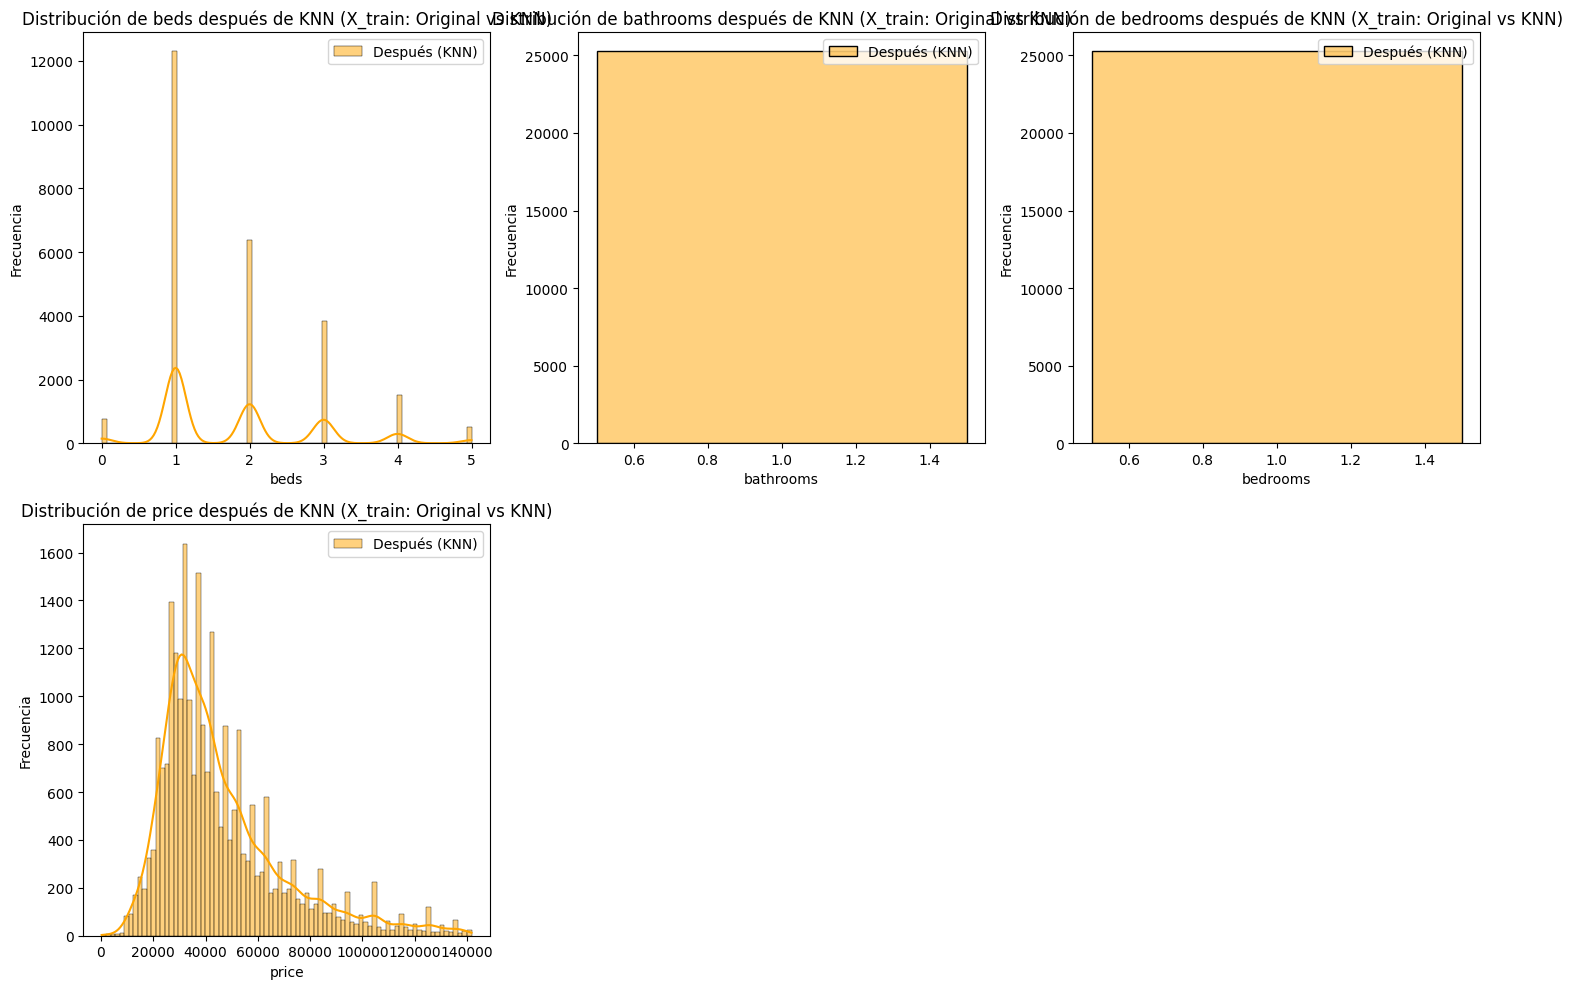 Distribución de beds después de KNN (X_train: Original vs KNN)
Después (KNN)
12000
10000
8000
6000
4000
2000
0
Frecuencia
0 1 2 3 4 5
beds
Distribución de bathrooms después de KNN (X_train: Original vs KNN)
Después (KNN)
25000
20000
15000
10000
5000
0
Frecuencia
0.6 0.8 1.0 1.2 1.4
bathrooms
Distribución de bedrooms después de KNN (X_train: Original vs KNN)
Después (KNN)
25000
20000
15000
10000
5000
0
Frecuencia
0.6 0.8 1.0 1.2 1.4
bedrooms
Distribución de price después de KNN (X_train: Original vs KNN)
Después (KNN)
1600
1400
1200
1000
800
600
400
200
0
Frecuencia
0 20000 40000 60000 80000 100000 120000 140000
price